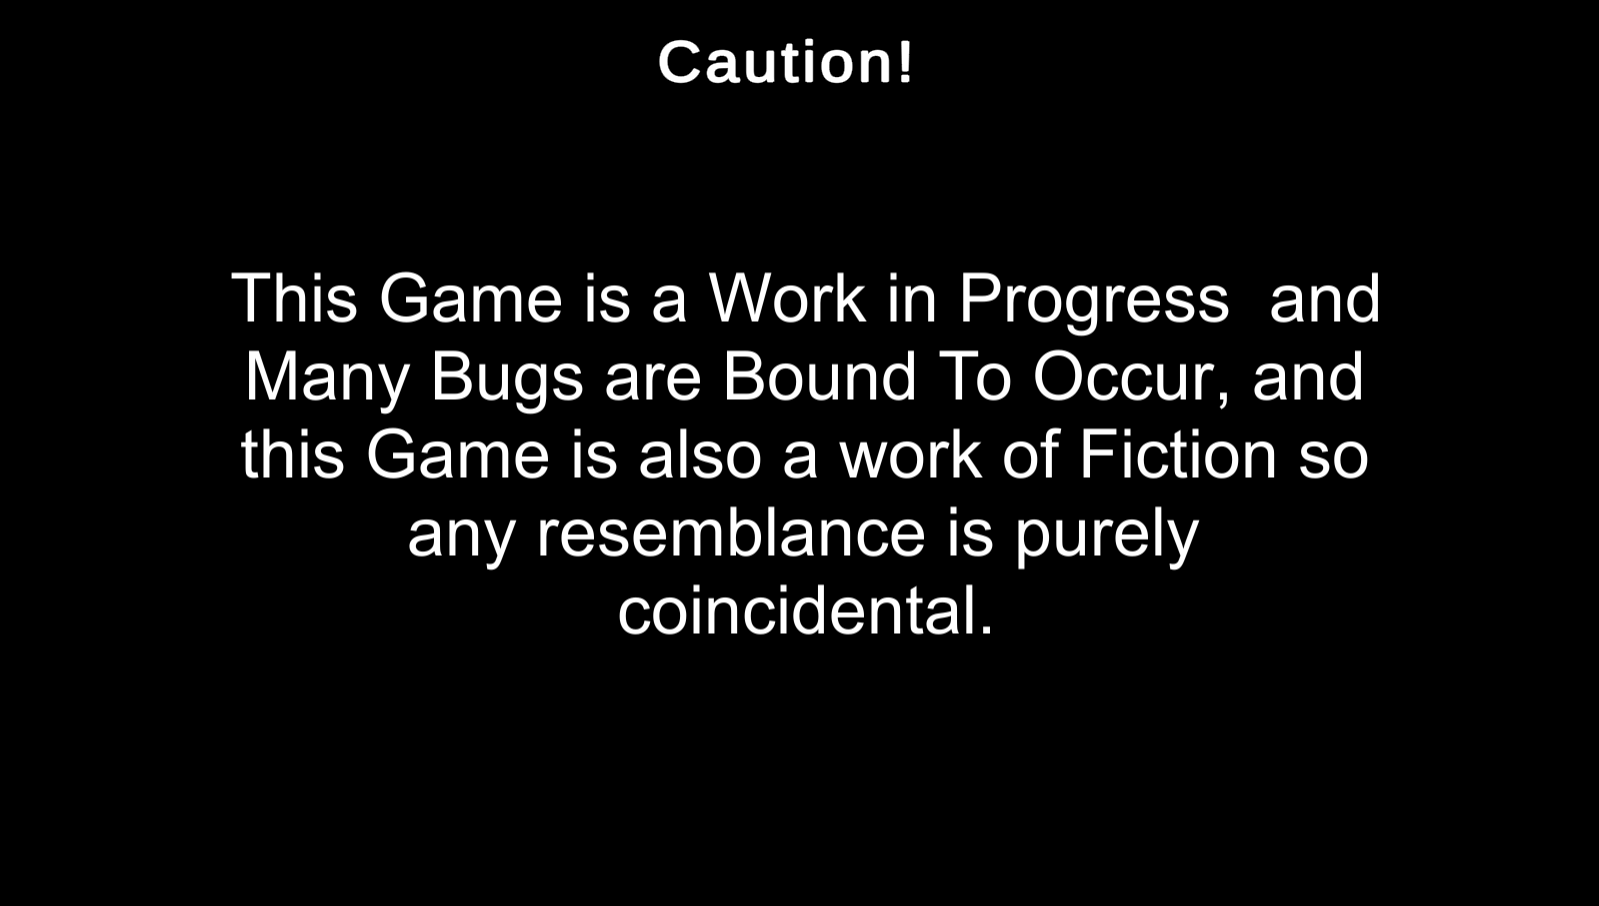 Caution!
This Game is a Work in Progress  and
Many Bugs are Bound To Occur, and
this Game is also a work of Fiction so
any resemblance is purely
coincidental.